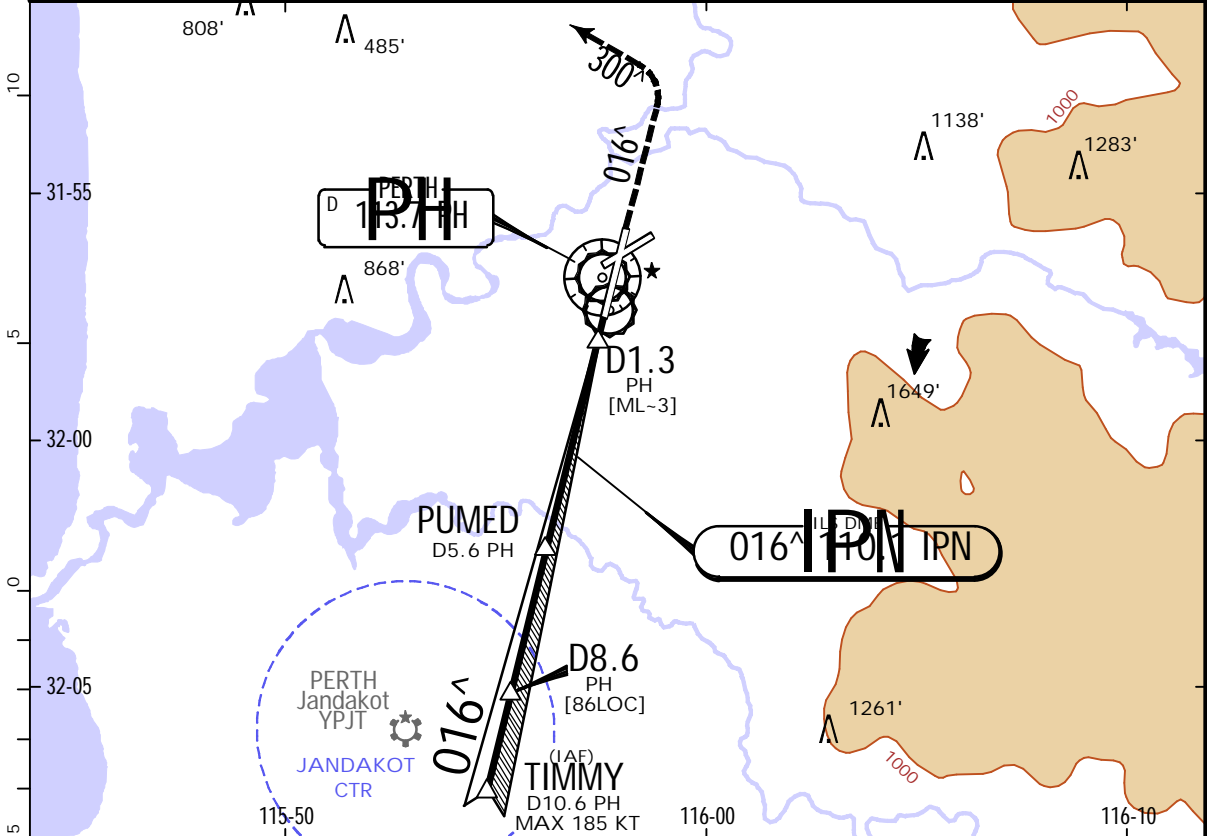 808'
485'
300^
10
1000
1138'
1283'
016^
31-55
PERTH
D
113.7 PH
PH
868'
5
D1.3
PH
[ML~3]
1649'
32-00
PUMED
D5.6 PH
ILS DME
016^ 110.1 IPN
IPN
0
D8.6
PH
[86LOC]
32-05
PERTH
Jandakot
YPJT
016^
1261'
JANDAKOT
CTR
(IAF)
TIMMY
D10.6 PH
MAX 185 KT
1000
5
115-50
116-00
116-10